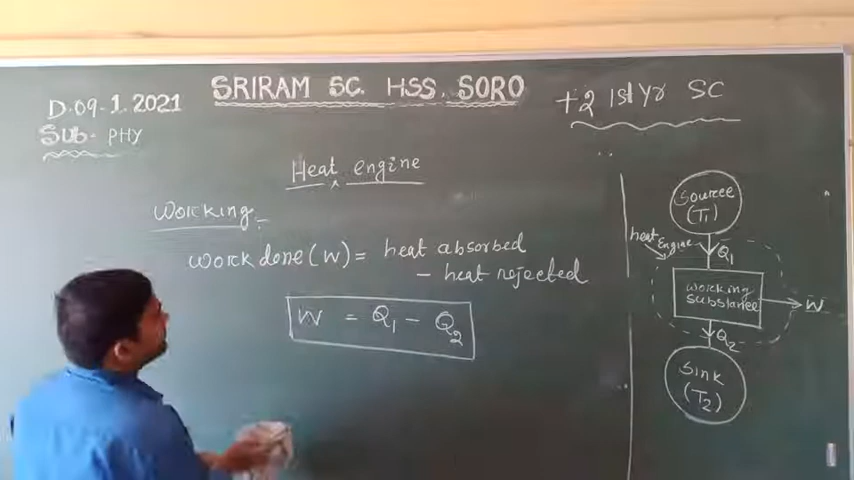 SRIRAM SC. HSS. SORO
D.09-1.2021
Sub- PHY
+2 1st Yr SC
Heat engine
Working
work done (W) = heat absorbed
- heat rejected
W = Q₁ - Q₂
Source
(T₁)
heat Engine
Q₁
working
substance
W
Q₂
Sink
(T₂)